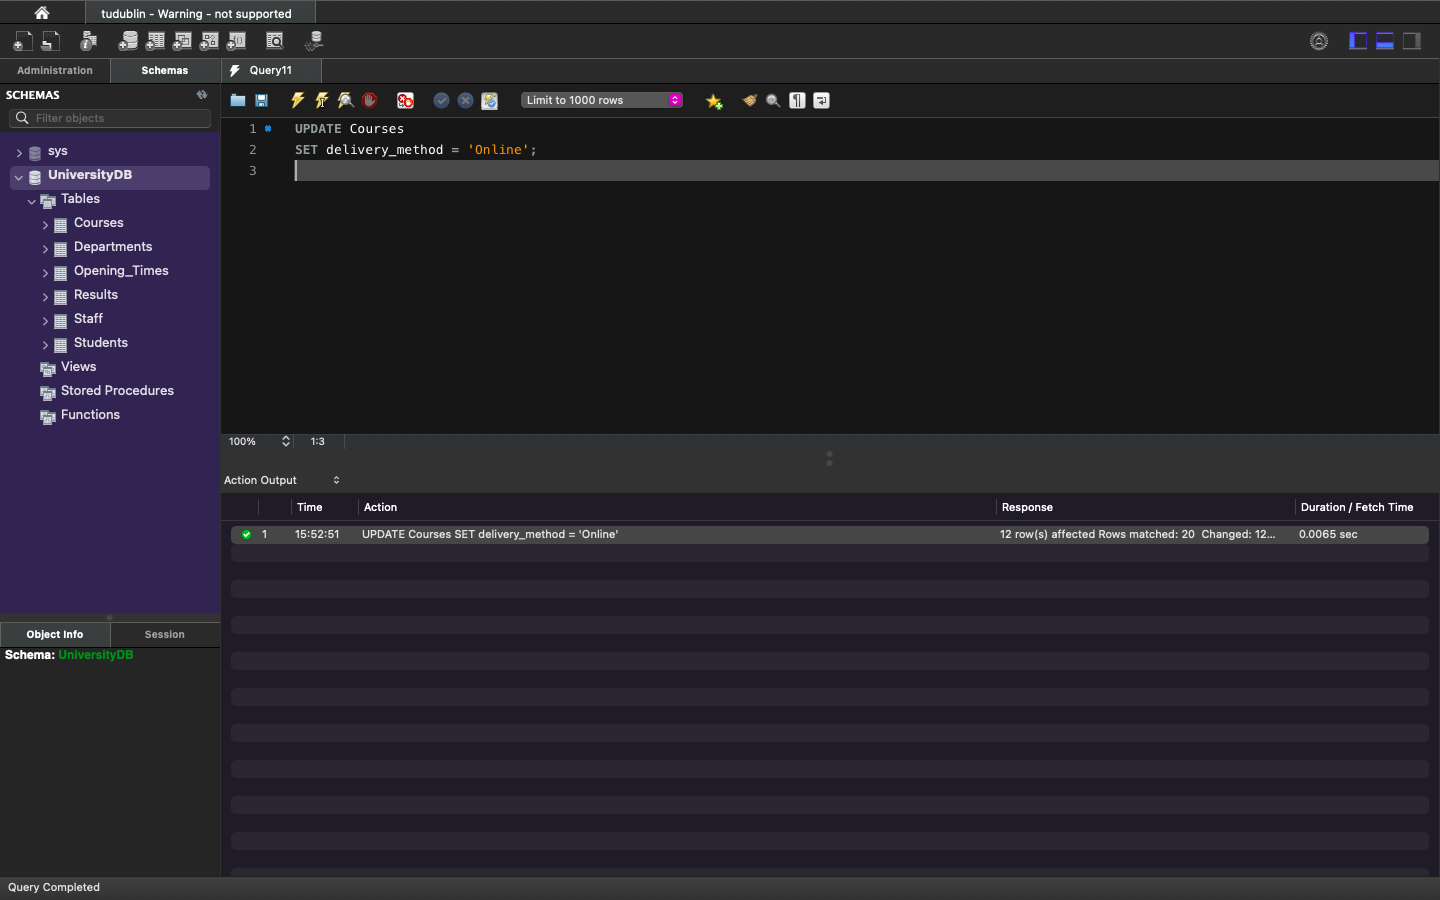 tudublin - Warning - not supported
Administration
Schemas
Query11
SCHEMAS
Filter objects
Limit to 1000 rows
1 UPDATE Courses
2 SET delivery_method = 'Online';
3
sys
UniversityDB
Tables
Courses
Departments
Opening_Times
Results
Staff
Students
Views
Stored Procedures
Functions
100% 1:3
Action Output
Time Action Response Duration / Fetch Time
1 15:52:51 UPDATE Courses SET delivery_method = 'Online' 12 row(s) affected Rows matched: 20 Changed: 12... 0.0065 sec
Object Info Session
Schema: UniversityDB
Query Completed